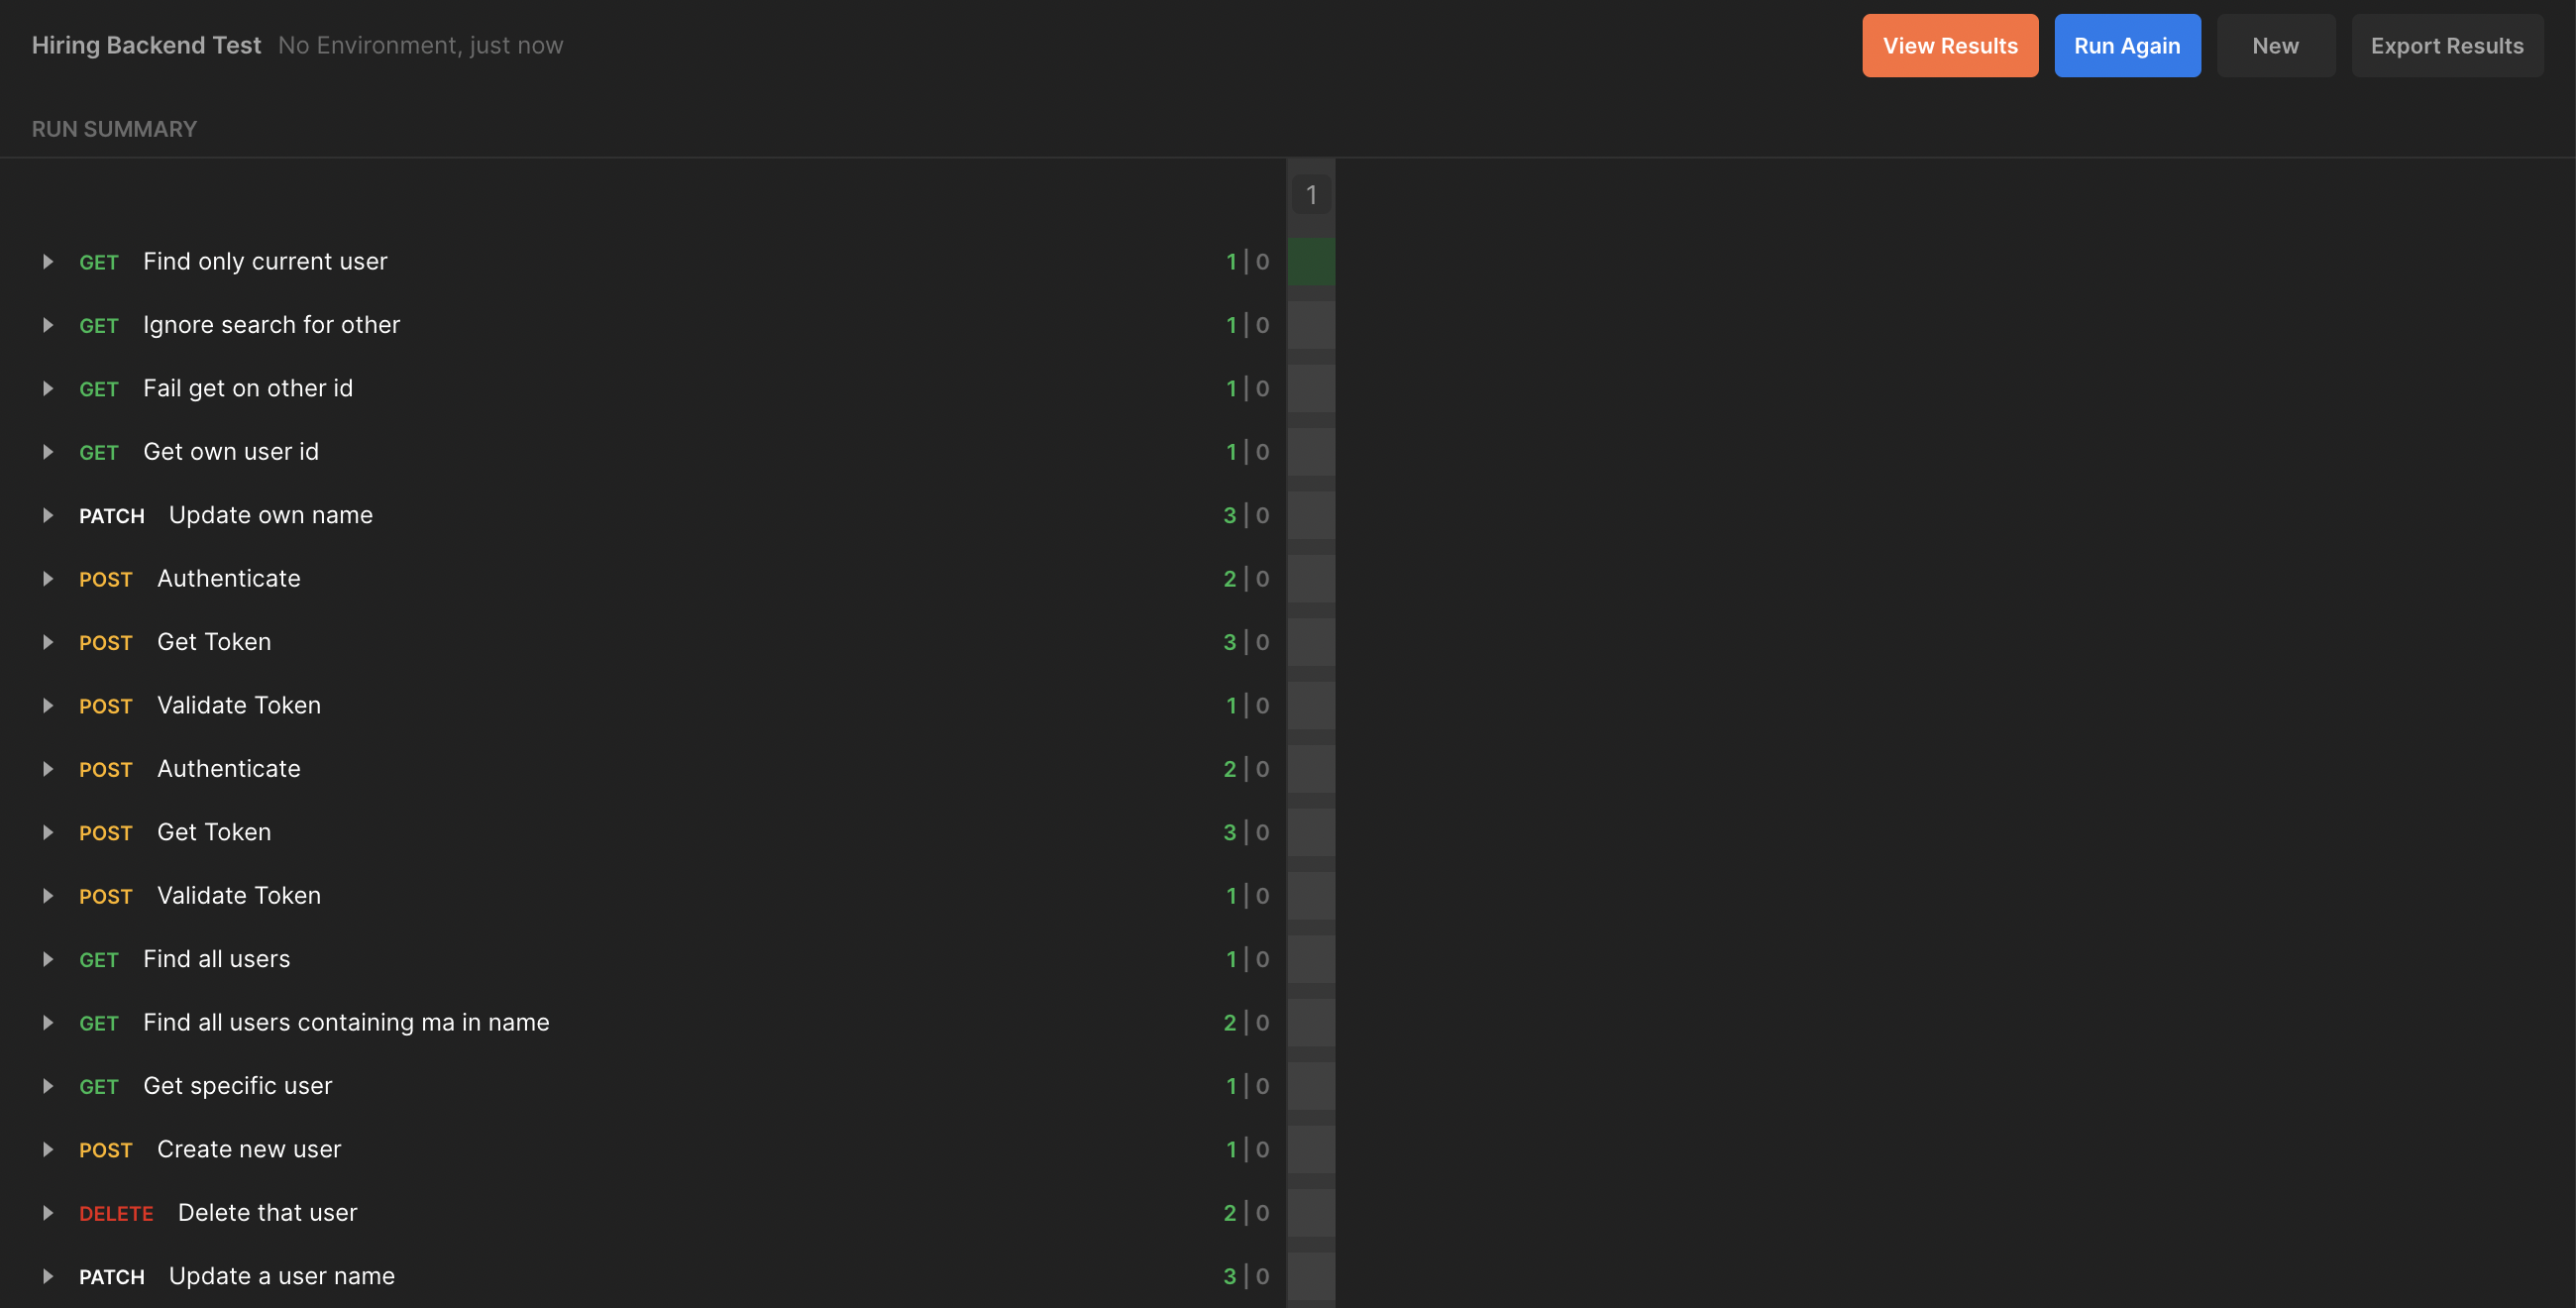 Hiring Backend Test No Environment, just now View Results Run Again New Export Results
RUN SUMMARY
1
GET Find only current user 1 | 0
GET Ignore search for other 1 | 0
GET Fail get on other id 1 | 0
GET Get own user id 1 | 0
PATCH Update own name 3 | 0
POST Authenticate 2 | 0
POST Get Token 3 | 0
POST Validate Token 1 | 0
POST Authenticate 2 | 0
POST Get Token 3 | 0
POST Validate Token 1 | 0
GET Find all users 1 | 0
GET Find all users containing ma in name 2 | 0
GET Get specific user 1 | 0
POST Create new user 1 | 0
DELETE Delete that user 2 | 0
PATCH Update a user name 3 | 0